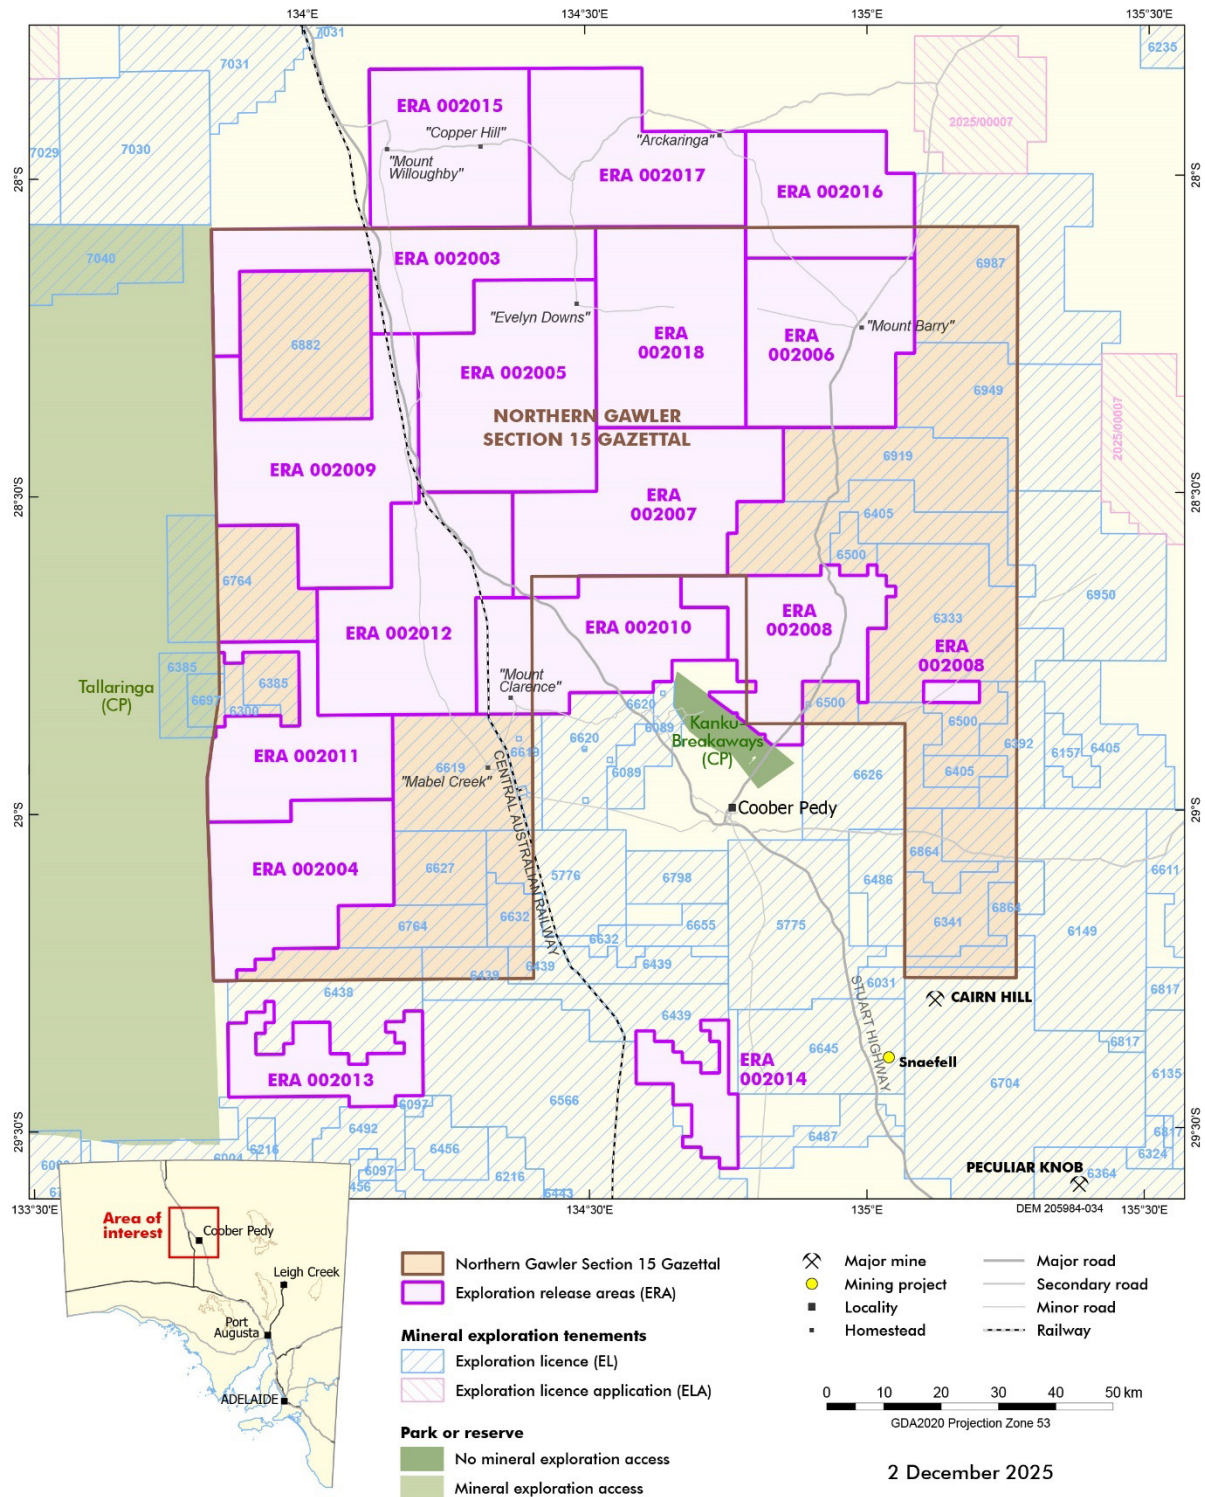 134°E
134°30'E
135°E
135°30'E
7031
7031
6235
ERA 002015
"Copper Hill"
"Arckaringa"
2025/00007
7029
7030
"Mount
Willoughby"
28°S
28°S
ERA 002017
ERA 002016
7040
ERA 002003
6987
"Evelyn Downs"
"Mount Barry"
6882
ERA
002018
ERA
002006
ERA 002005
6949
NORTHERN GAWLER
SECTION 15 GAZETTAL
2025/00007
6919
ERA 002009
28°30'S
28°30'S
ERA
002007
6405
6500
6764
6950
ERA 002012
ERA 002010
ERA
002008
6333
ERA
002008
6385
6697
6385
6300
Tallaringa
(CP)
"Mount
Clarence"
6620
6089
6500
6500
6392
Kanku-
Breakaways
(CP)
6620
6619
6089
6157
6405
ERA 002011
6619
"Mabel Creek"
6626
6405
CENTRAL AUSTRALIAN RAILWAY
29°S
29°S
Coober Pedy
6864
ERA 002004
6627
5776
6798
6486
6611
6864
6632
6655
5775
6341
6149
6764
6632
6439
6439
6439
6031
6438
6817
CAIRN HILL
6439
STUART HIGHWAY
6645
6817
Snaefell
ERA
002014
ERA 002013
6704
6135
6097
6566
6492
6487
6817
29°30'S
29°30'S
6216
6456
6324
6004
6097
6216
PECULIAR KNOB
6364
6443
DEM 205984-034
133°30'E
134°E
134°30'E
135°E
135°30'E
Area of
interest
Coober Pedy
Leigh Creek
Port
Augusta
ADELAIDE
Northern Gawler Section 15 Gazettal
Exploration release areas (ERA)
Mineral exploration tenements
Exploration licence (EL)
Exploration licence application (ELA)
Park or reserve
No mineral exploration access
Mineral exploration access
Major mine
Mining project
Locality
Homestead
Major road
Secondary road
Minor road
Railway
0 10 20 30 40 50 km
GDA2020 Projection Zone 53
2 December 2025